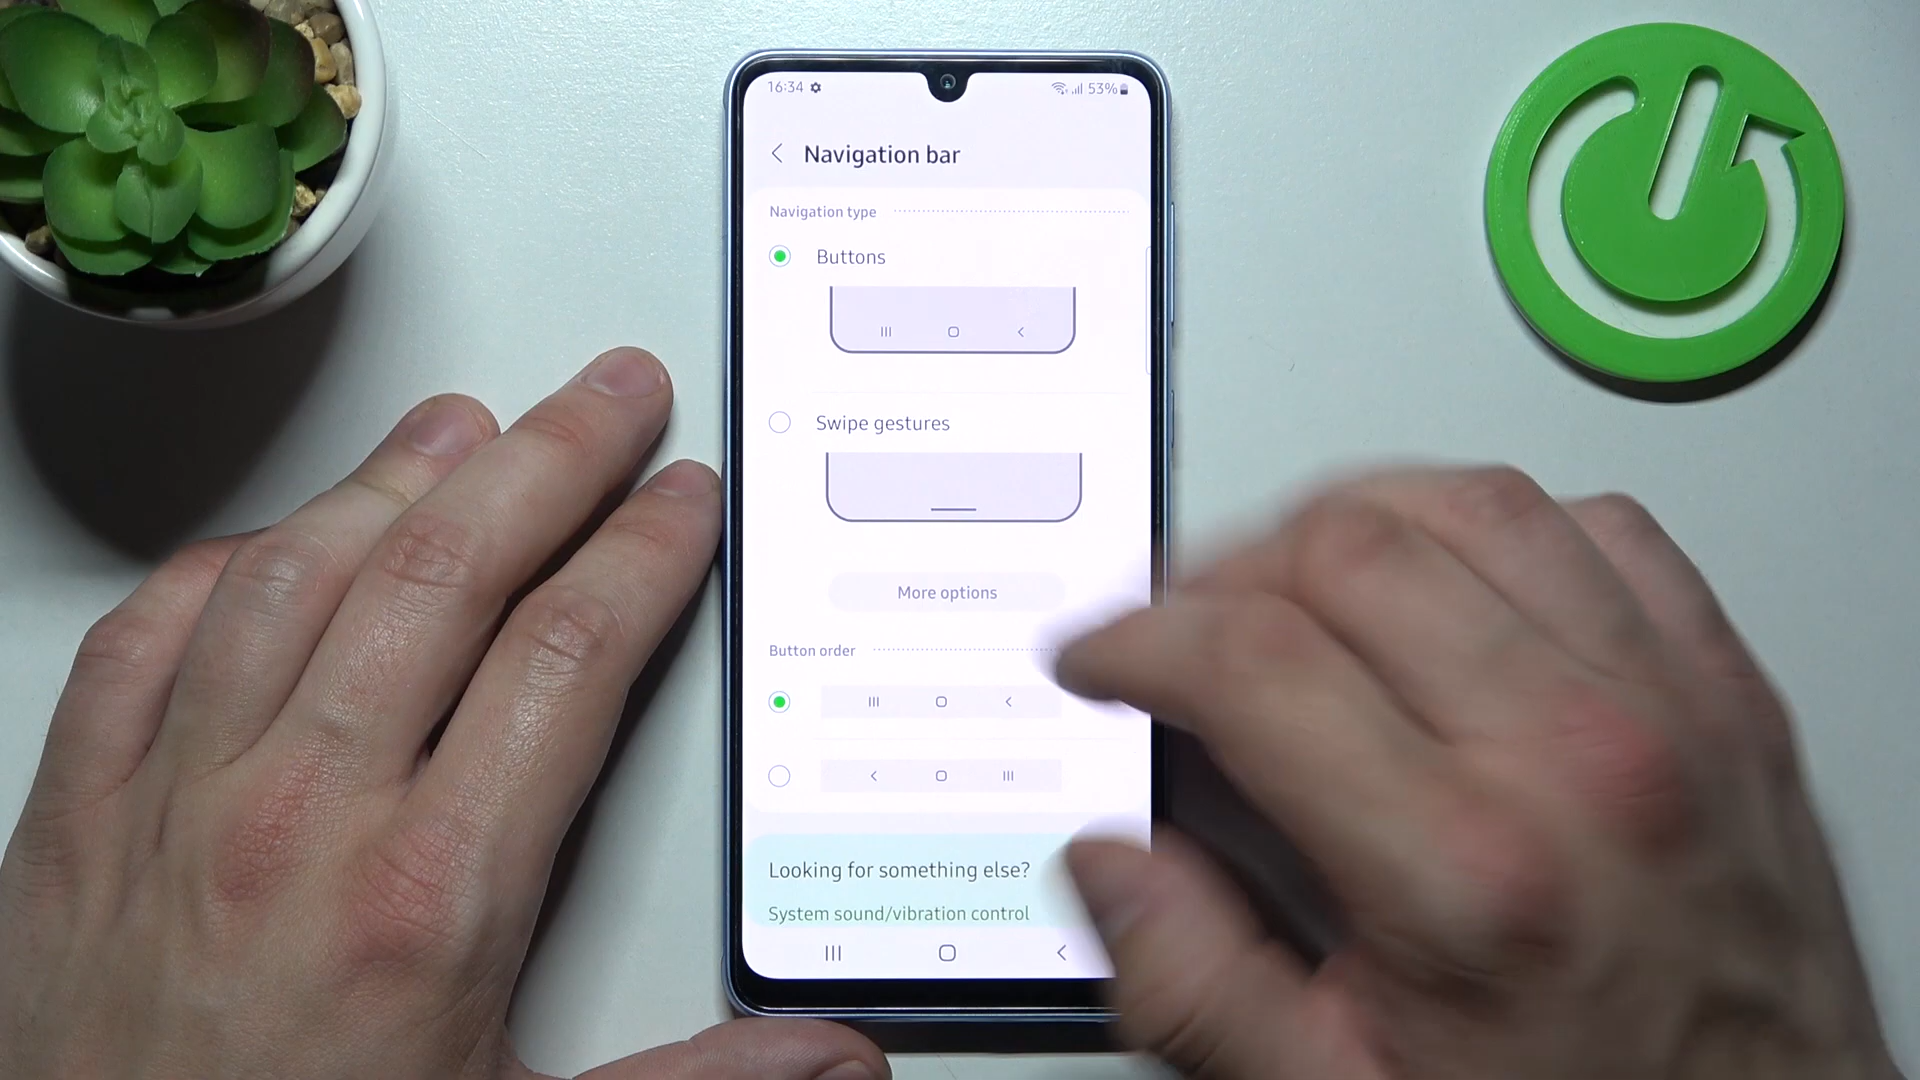 16:34 53%
Navigation bar
Navigation type
Buttons
Swipe gestures
More options
Button order
Looking for something else?
System sound/vibration control